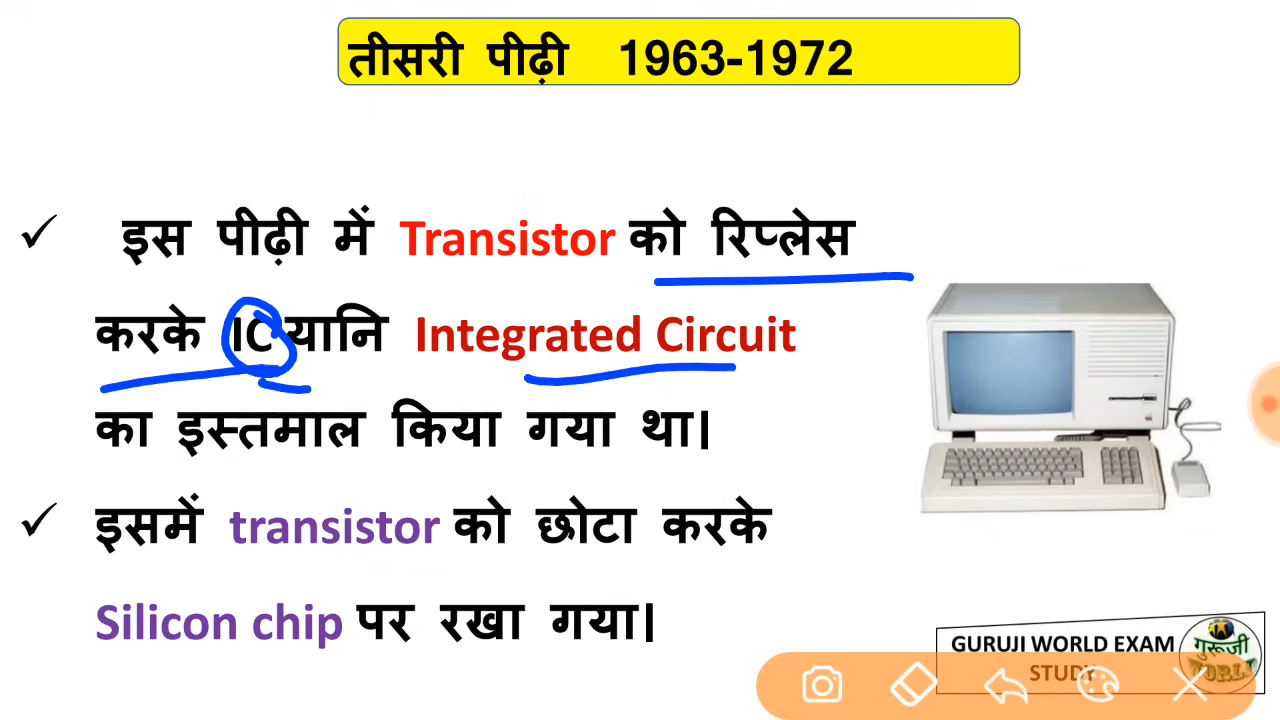 तीसरी पीढ़ी 1963-1972
इस पीढ़ी में Transistor को रिप्लेस
करके IC यानि Integrated Circuit
का इस्तमाल किया गया था।
इसमें transistor को छोटा करके
Silicon chip पर रखा गया।
GURUJI WORLD EXAM
STUDY
गुरूजी
WORLD